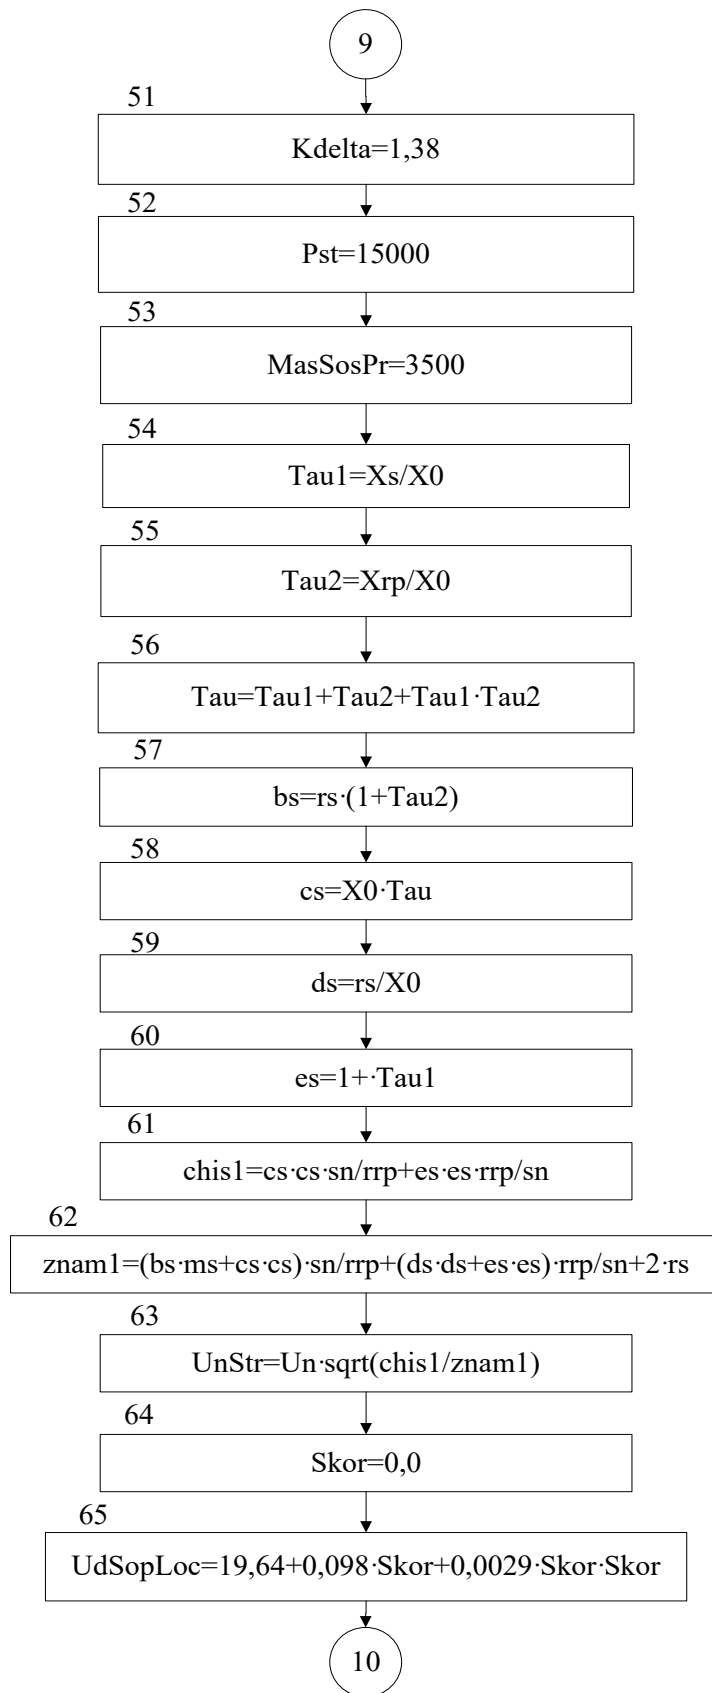 9
51
Kdelta=1,38
52
Pst=15000
53
MasSosPr=3500
54
Tau1=Xs/X0
55
Tau2=Xrp/X0
56
Tau=Tau1+Tau2+Tau1·Tau2
57
bs=rs·(1+Tau2)
58
cs=X0·Tau
59
ds=rs/X0
60
es=1+·Tau1
61
chis1=cs·cs·sn/rrp+es·es·rrp/sn
62
znam1=(bs·ms+cs·cs)·sn/rrp+(ds·ds+es·es)·rrp/sn+2·rs
63
UnStr=Un·sqrt(chis1/znam1)
64
Skor=0,0
65
UdSopLoc=19,64+0,098·Skor+0,0029·Skor·Skor
10